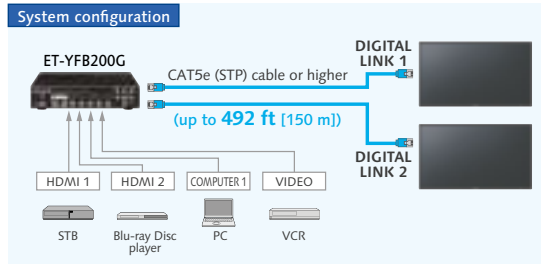 System configuration
ET-YFB200G
CAT5e (STP) cable or higher
(up to 492 ft [150 m])
DIGITAL
LINK 1
DIGITAL
LINK 2
HDMI 1
HDMI 2
COMPUTER 1
VIDEO
STB
Blu-ray Disc
player
PC
VCR